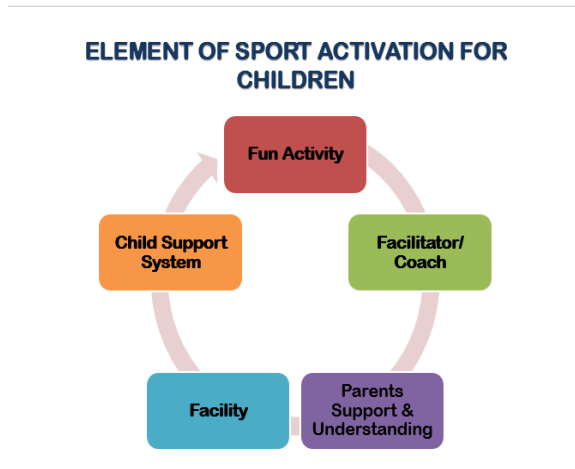 ELEMENT OF SPORT ACTIVATION FOR
CHILDREN
Fun Activity
Facilitator/
Coach
Parents
Support &
Understanding
Facility
Child Support
System